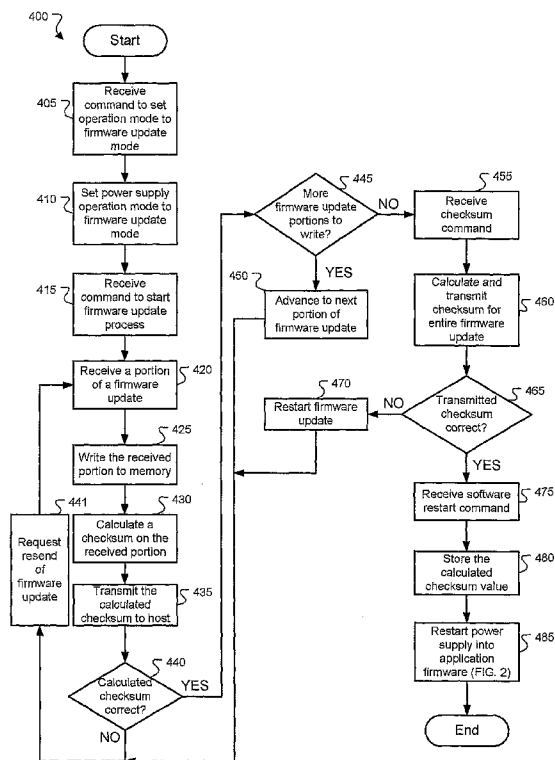 400
Start
405
Receive
command to set
operation mode to
firmware update
mode
410
Set power supply
operation mode to
firmware update
mode
415
Receive
command to start
firmware update
process
420
Receive a portion
of a firmware
update
425
Write the received
portion to memory
430
Calculate a
checksum on the
received portion
441
Request
resend of
firmware
update
435
Transmit the
calculated
checksum to host
440
Calculated
checksum
correct?
YES
NO
445
More
firmware update
portions to
write?
NO
YES
450
Advance to next
portion of
firmware update
455
Receive
checksum
command
460
Calculate and
transmit
checksum for
entire firmware
update
465
Transmitted
checksum
correct?
NO
YES
470
Restart firmware
update
475
Receive software
restart command
480
Store the
calculated
checksum value
485
Restart power
supply into
application
firmware (FIG. 2)
End